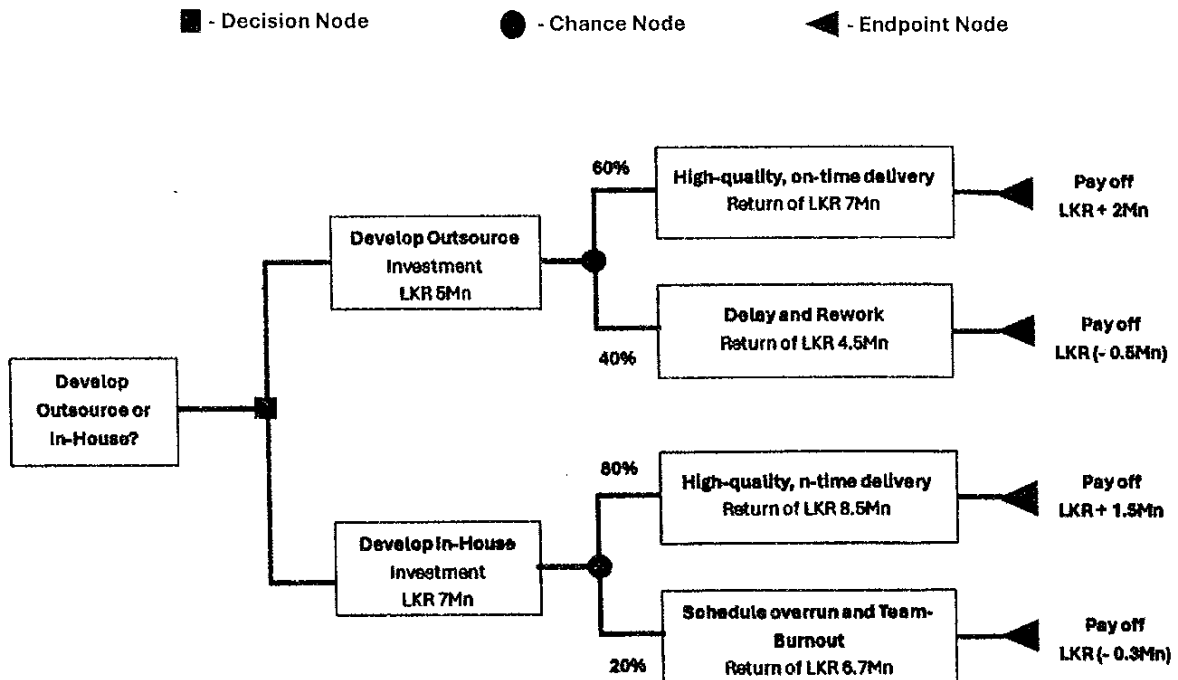 - Decision Node
- Chance Node
- Endpoint Node
60%
High-quality, on-time delivery
Return of LKR 7Mn
Pay off
LKR + 2Mn
Develop Outsource
Investment
LKR 5Mn
Delay and Rework
Return of LKR 4.5Mn
Pay off
LKR (- 0.5Mn)
40%
Develop
Outsource or
In-House?
80%
High-quality, n-time delivery
Return of LKR 8.5Mn
Pay off
LKR + 1.5Mn
Develop In-House
Investment
LKR 7Mn
Schedule overrun and Team-
Burnout
Return of LKR 6.7Mn
Pay off
LKR (- 0.3Mn)
20%